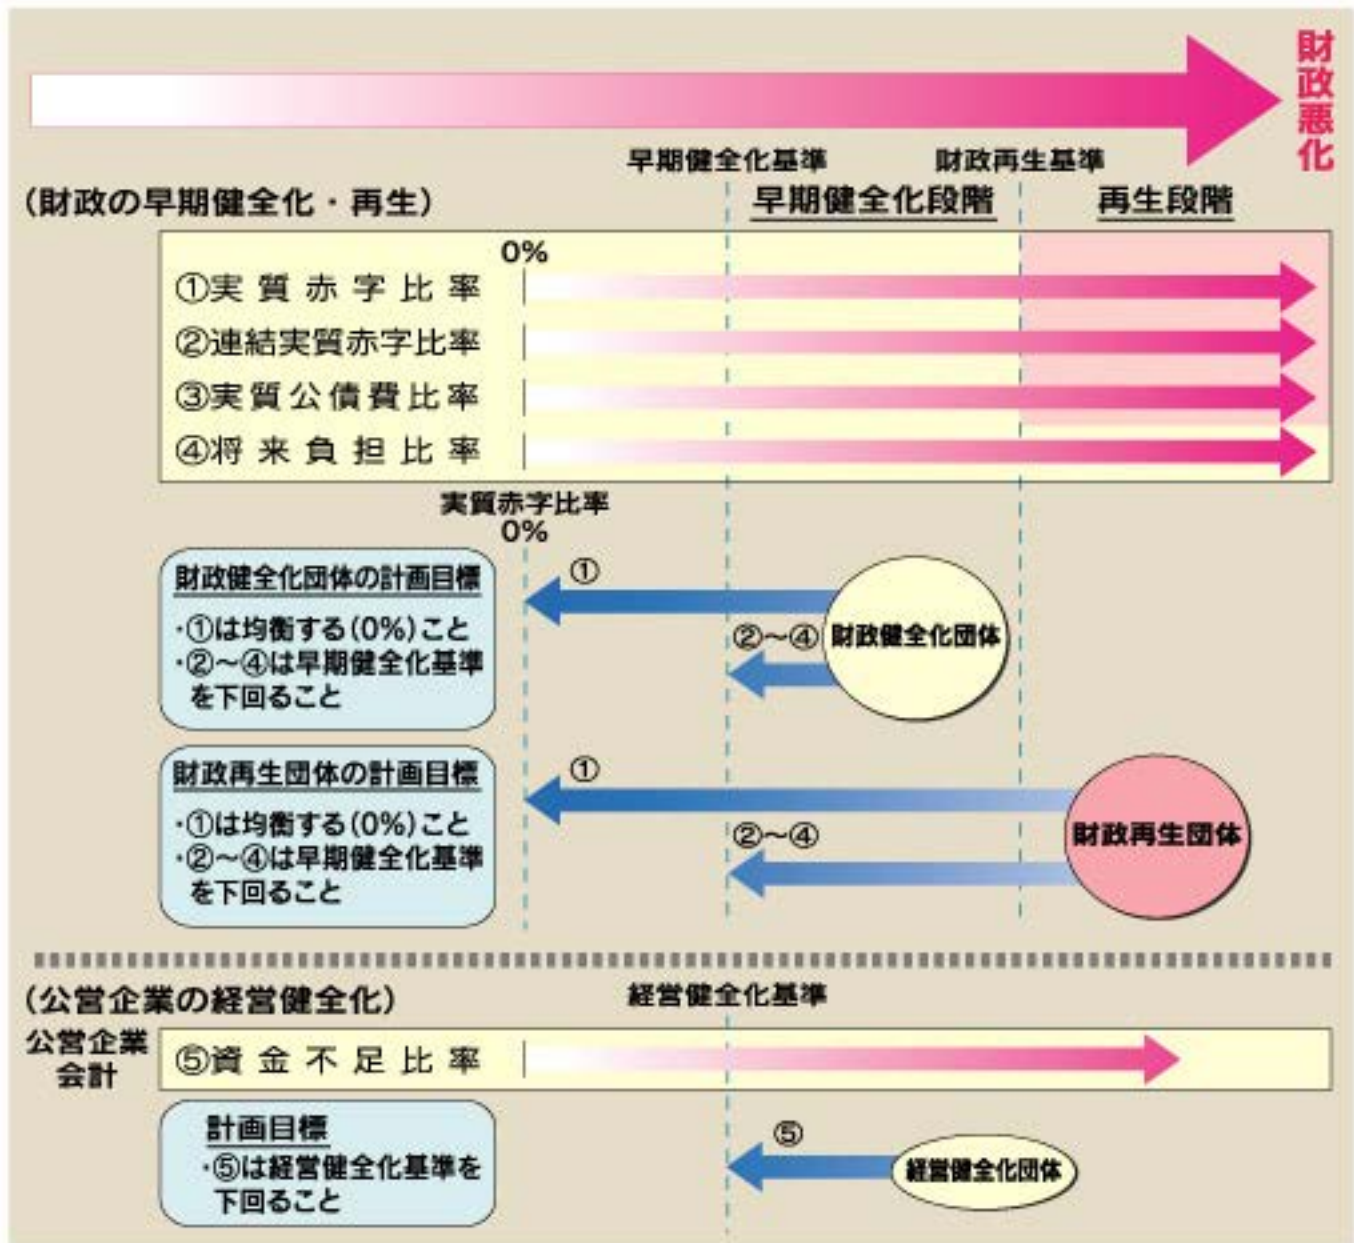 財政悪化
早期健全化基準
財政再生基準
(財政の早期健全化・再生)
早期健全化段階
再生段階
0%
①実質赤字比率
②連結実質赤字比率
③実質公債費比率
④将来負担比率
実質赤字比率
0%
財政健全化団体の計画目標
・①は均衡する(0%)こと
・②～④は早期健全化基準
を下回ること
①
②～④
財政健全化団体
財政再生団体の計画目標
・①は均衡する(0%)こと
・②～④は早期健全化基準
を下回ること
①
②～④
財政再生団体
(公営企業の経営健全化)
経営健全化基準
公営企業
会計
⑤資金不足比率
計画目標
・⑤は経営健全化基準を
下回ること
⑤
経営健全化団体